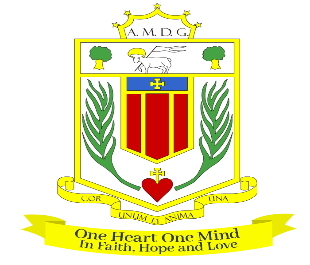 A. M. D. G.
COR UNUM ET ANIMA UNA
One Heart One Mind
In Faith, Hope and Love